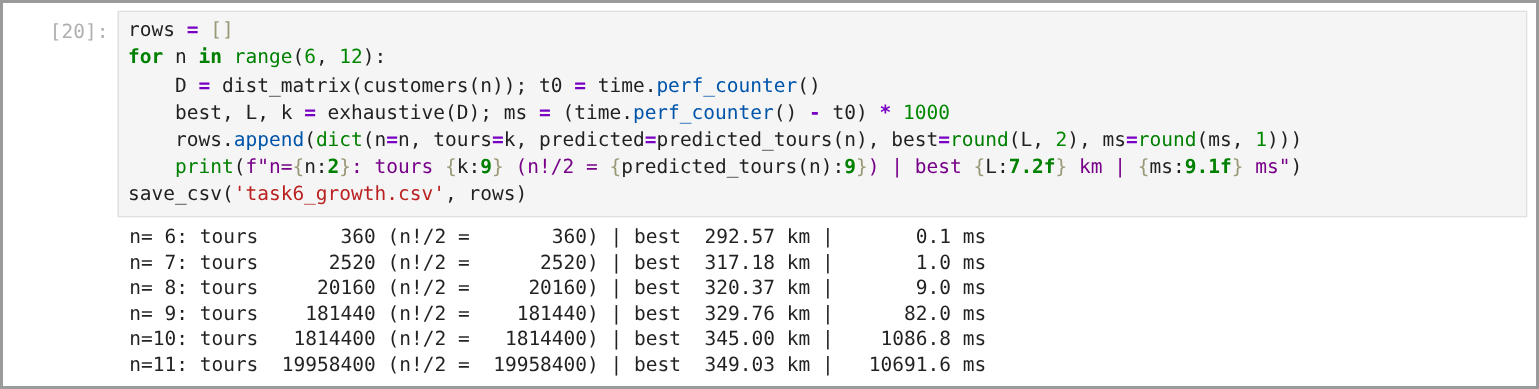 [20]:
rows = []
for n in range(6, 12):
    D = dist_matrix(customers(n)); t0 = time.perf_counter()
    best, L, k = exhaustive(D); ms = (time.perf_counter() - t0) * 1000
    rows.append(dict(n=n, tours=k, predicted=predicted_tours(n), best=round(L, 2), ms=round(ms, 1)))
    print(f"n={n:2}: tours {k:9} (n!/2 = {predicted_tours(n):9}) | best {L:7.2f} km | {ms:9.1f} ms")
save_csv('task6_growth.csv', rows)
n= 6: tours       360 (n!/2 =       360) | best  292.57 km |       0.1 ms
n= 7: tours      2520 (n!/2 =      2520) | best  317.18 km |       1.0 ms
n= 8: tours     20160 (n!/2 =     20160) | best  320.37 km |       9.0 ms
n= 9: tours    181440 (n!/2 =    181440) | best  329.76 km |      82.0 ms
n=10: tours   1814400 (n!/2 =   1814400) | best  345.00 km |    1086.8 ms
n=11: tours  19958400 (n!/2 =  19958400) | best  349.03 km |   10691.6 ms